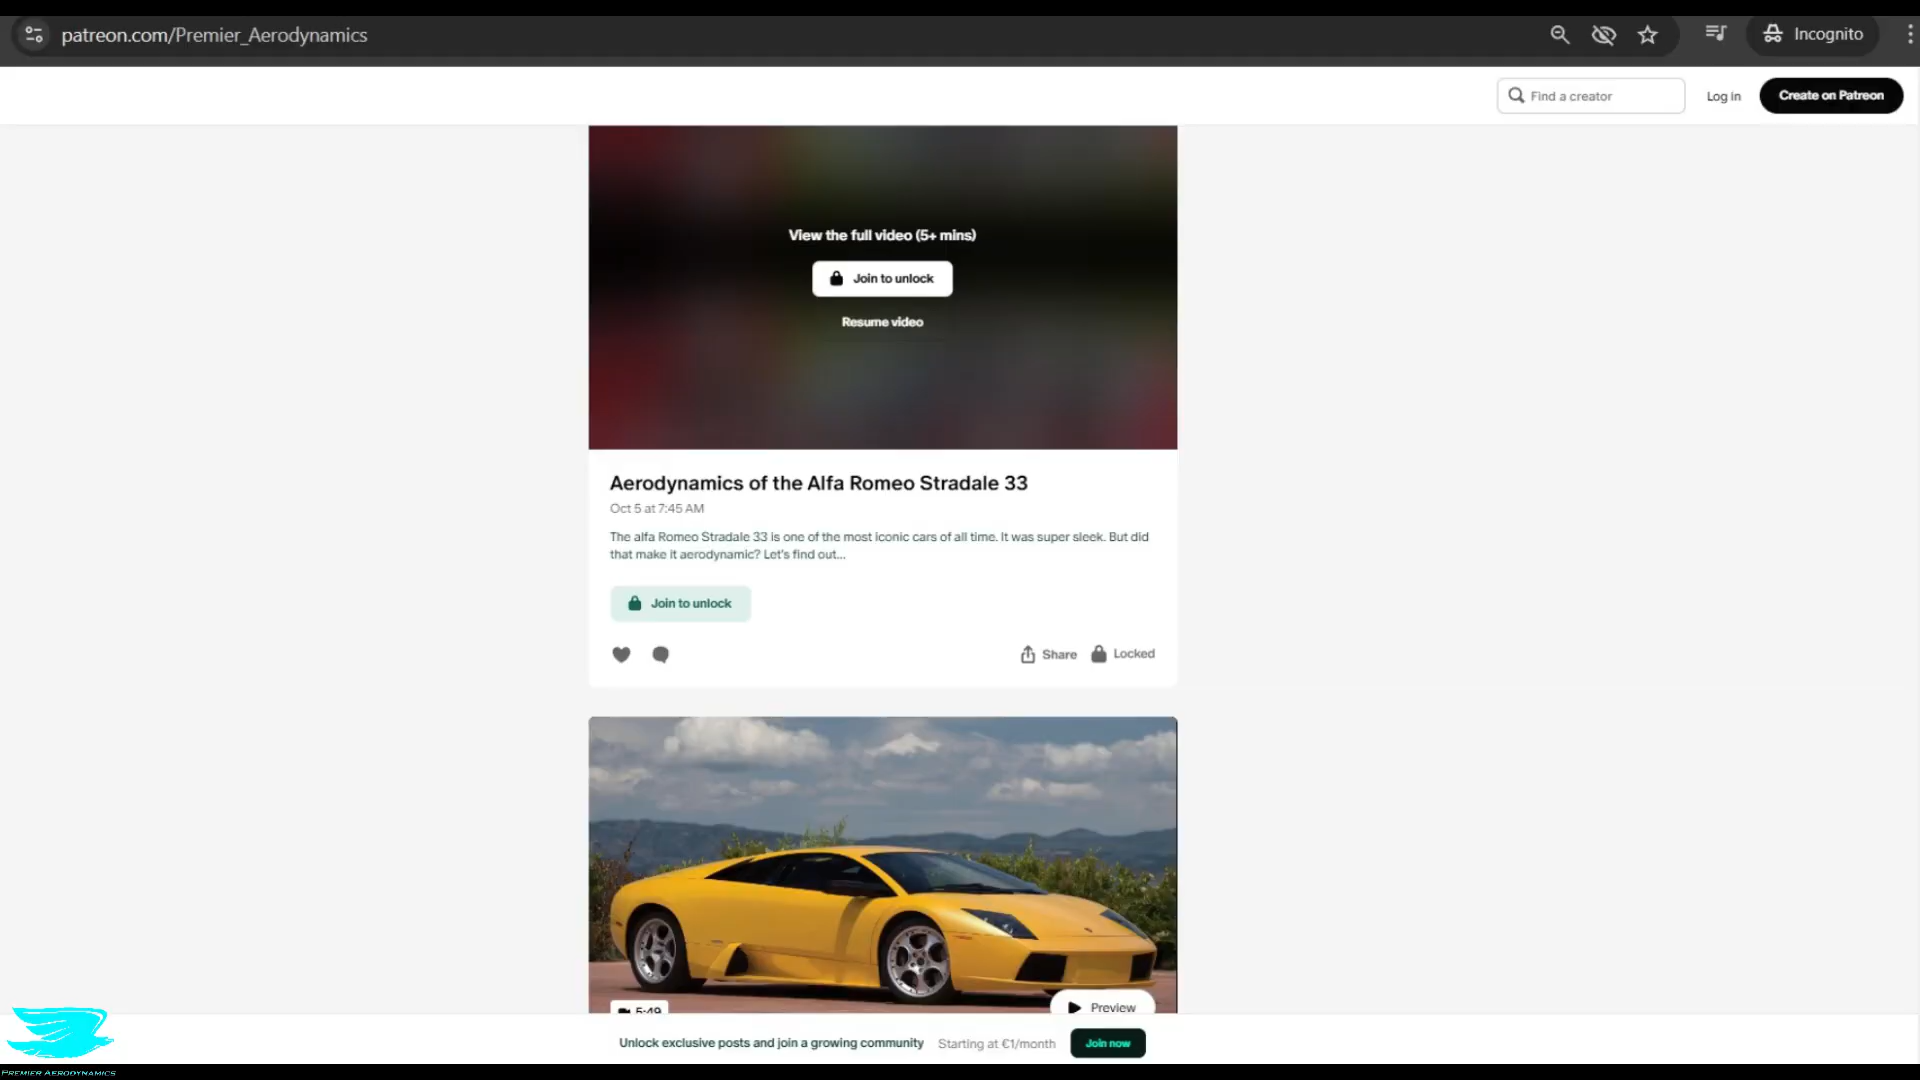 patreon.com/Premier_Aerodynamics
Incognito
Find a creator
Log in
Create on Patreon
View the full video (5+ mins)
Join to unlock
Resume video
Aerodynamics of the Alfa Romeo Stradale 33
Oct 5 at 7:45 AM
The alfa Romeo Stradale 33 is one of the most iconic cars of all time. It was super sleek. But did
that make it aerodynamic? Let's find out...
Join to unlock
Share
Locked
5:49
Preview
Unlock exclusive posts and join a growing community
Starting at €1/month
Join now
PREMIER AERODYNAMICS